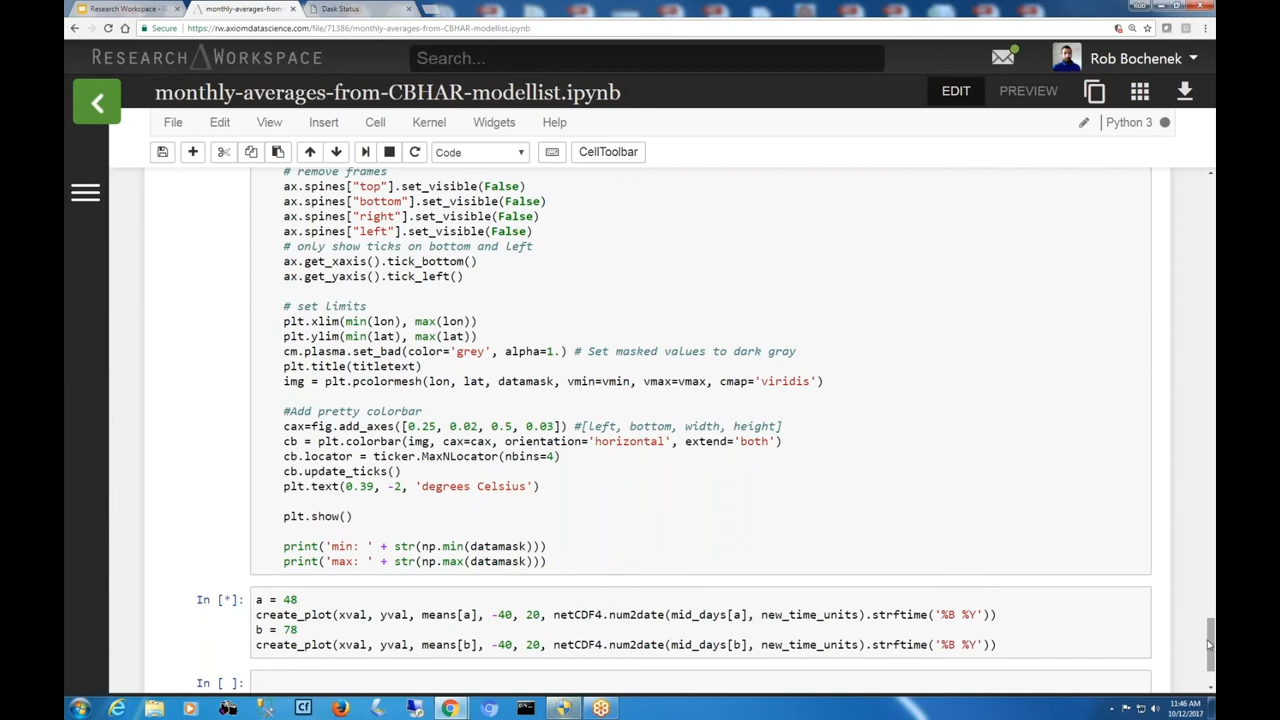 Research Workspace - G
monthly-averages-from-
Dask Status
Rob
Secure
https://rw.axiomdatascience.com/file/71386/monthly-averages-from-CBHAR-modellist.ipynb
RESEARCH WORKSPACE
Search...
Rob Bochenek
monthly-averages-from-CBHAR-modellist.ipynb
EDIT
PREVIEW
File Edit View Insert Cell Kernel Widgets Help
Python 3
Code
CellToolbar
# remove frames
ax.spines["top"].set_visible(False)
ax.spines["bottom"].set_visible(False)
ax.spines["right"].set_visible(False)
ax.spines["left"].set_visible(False)
# only show ticks on bottom and left
ax.get_xaxis().tick_bottom()
ax.get_yaxis().tick_left()
# set limits
plt.xlim(min(lon), max(lon))
plt.ylim(min(lat), max(lat))
cm.plasma.set_bad(color='grey', alpha=1.) # Set masked values to dark gray
plt.title(titletext)
img = plt.pcolormesh(lon, lat, datamask, vmin=vmin, vmax=vmax, cmap='viridis')
#Add pretty colorbar
cax=fig.add_axes([0.25, 0.02, 0.5, 0.03]) #[left, bottom, width, height]
cb = plt.colorbar(img, cax=cax, orientation='horizontal', extend='both')
cb.locator = ticker.MaxNLocator(nbins=4)
cb.update_ticks()
plt.text(0.39, -2, 'degrees Celsius')
plt.show()
print('min: ' + str(np.min(datamask)))
print('max: ' + str(np.max(datamask)))
In [*]:
a = 48
create_plot(xval, yval, means[a], -40, 20, netCDF4.num2date(mid_days[a], new_time_units).strftime('%B %Y'))
b = 78
create_plot(xval, yval, means[b], -40, 20, netCDF4.num2date(mid_days[b], new_time_units).strftime('%B %Y'))
In [ ]:
11:46 AM
10/12/2017